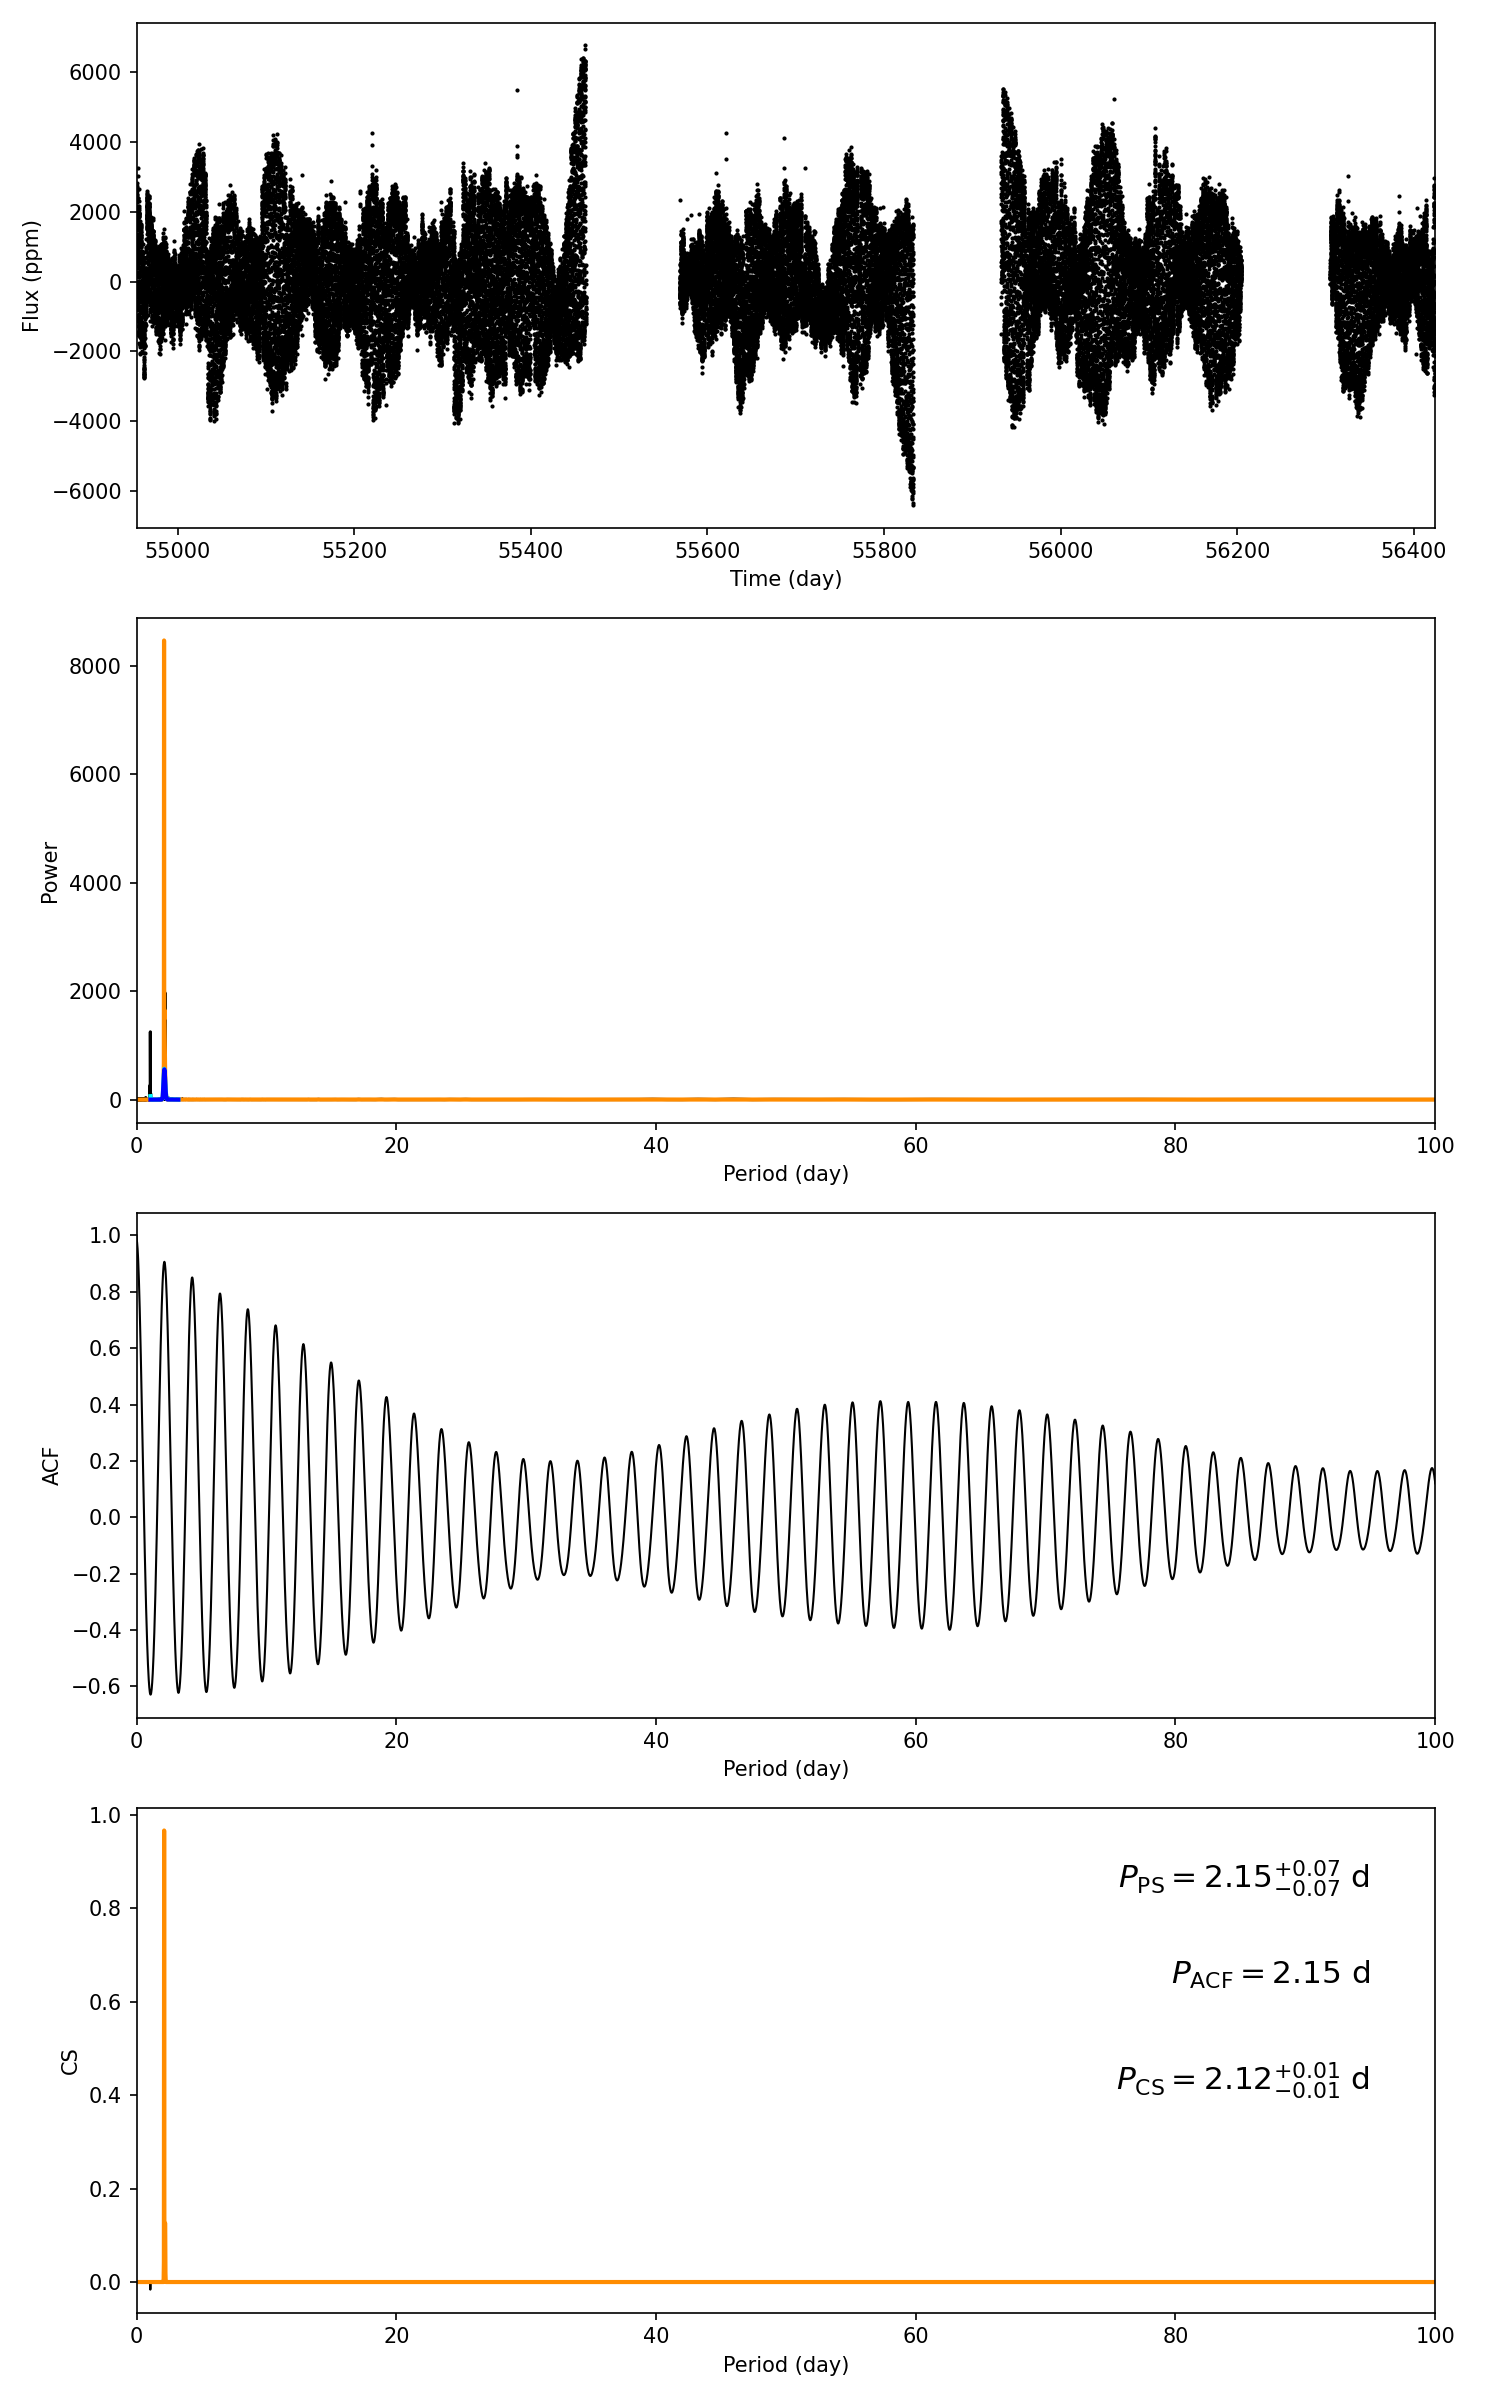 6000
4000
2000
0
−2000
−4000
−6000
Flux (ppm)
55000 55200 55400 55600 55800 56000 56200 56400
Time (day)
8000
6000
4000
2000
0
Power
0 20 40 60 80 100
Period (day)
1.0
0.8
0.6
0.4
0.2
0.0
−0.2
−0.4
−0.6
ACF
0 20 40 60 80 100
Period (day)
1.0
0.8
0.6
0.4
0.2
0.0
CS
P_PS = 2.15^{+0.07}_{−0.07} d
P_ACF = 2.15 d
P_CS = 2.12^{+0.01}_{−0.01} d
0 20 40 60 80 100
Period (day)